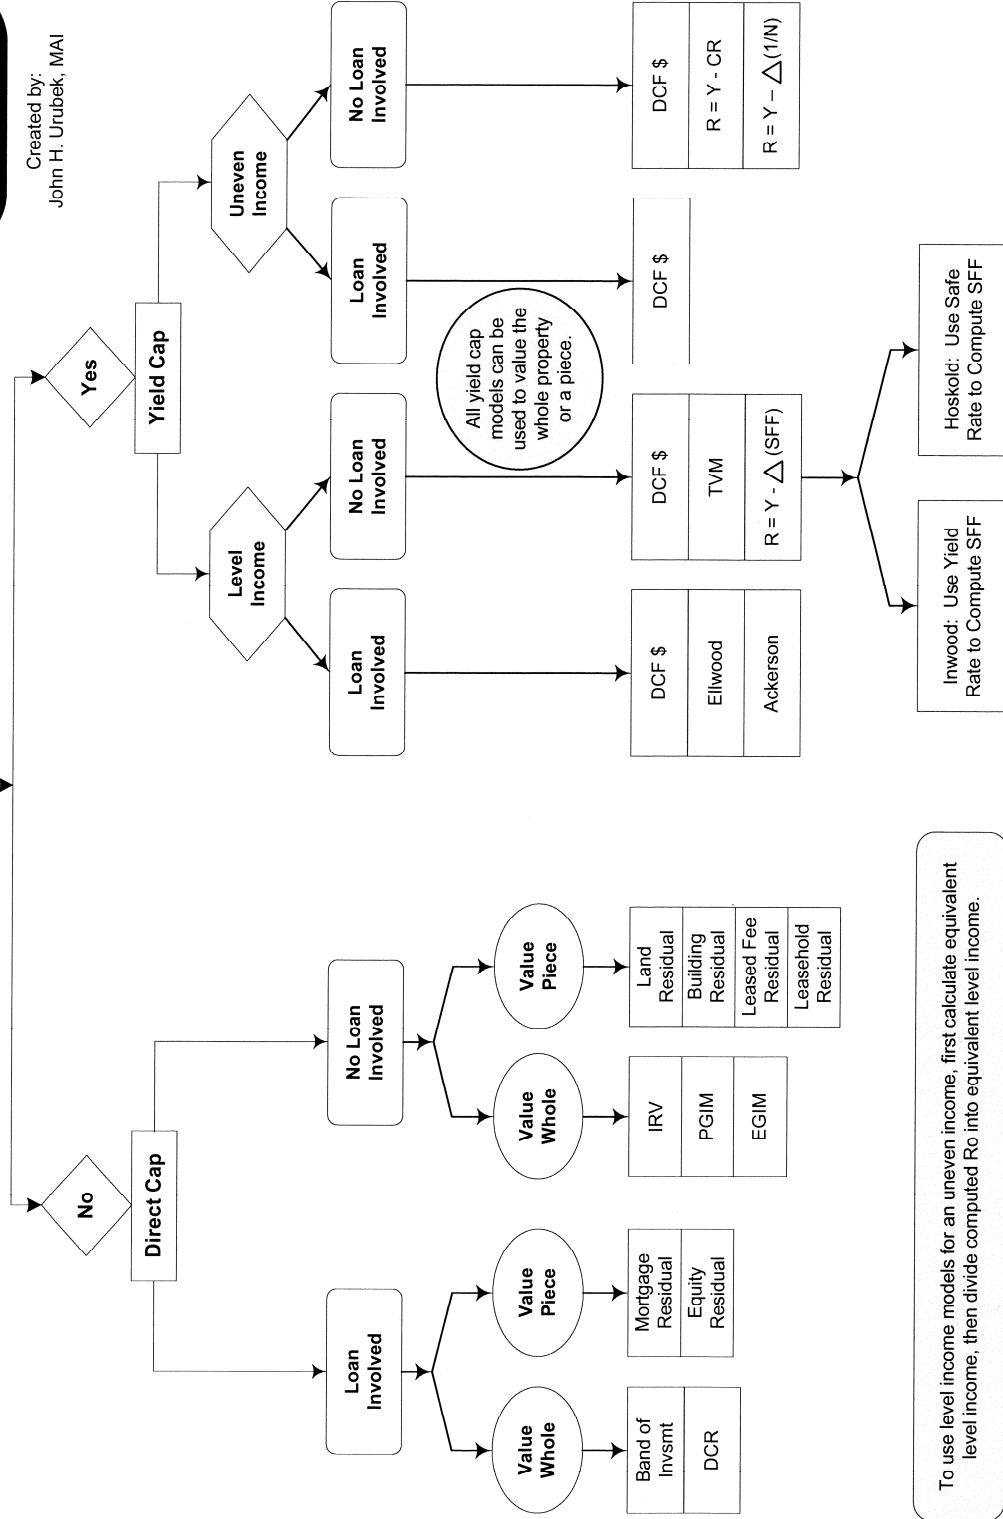 Created by:
John H. Urubek, MAI
No
Yes
Direct Cap
Yield Cap
Level
Income
Uneven
Income
Loan
Involved
No Loan
Involved
Loan
Involved
No Loan
Involved
Loan
Involved
No Loan
Involved
All yield cap
models can be
used to value the
whole property
or a piece.
Value
Whole
Value
Piece
Value
Whole
Value
Piece
Band of
Invsmt
DCR
Mortgage
Residual
Equity
Residual
IRV
PGIM
EGIM
Land
Residual
Building
Residual
Leased Fee
Residual
Leasehold
Residual
DCF $
Ellwood
Ackerson
DCF $
TVM
R = Y - △ (SFF)
DCF $
DCF $
R = Y - CR
R = Y – △(1/N)
Inwood: Use Yield
Rate to Compute SFF
Hoskold: Use Safe
Rate to Compute SFF
To use level income models for an uneven income, first calculate equivalent
level income, then divide computed Ro into equivalent level income.